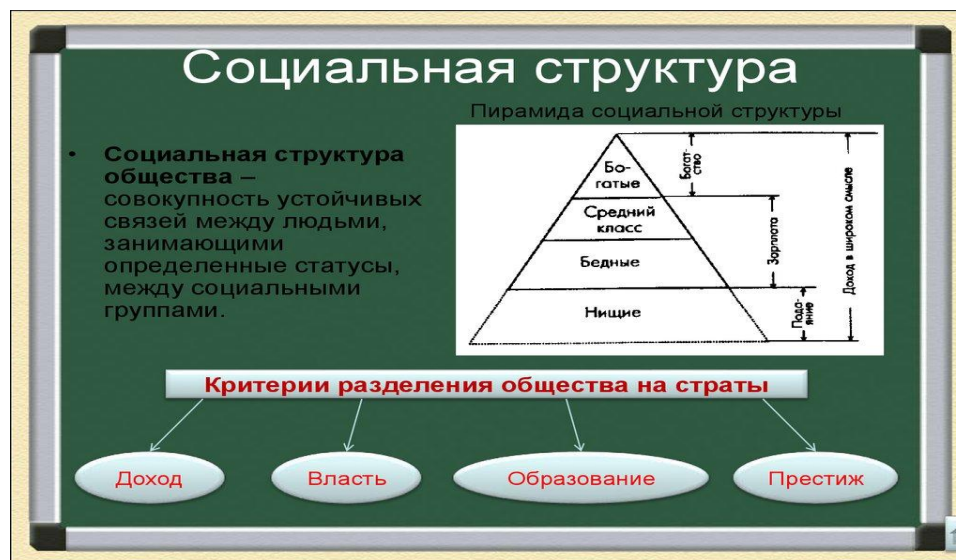 Социальная структура
Пирамида социальной структуры
• Социальная структура
общества –
совокупность устойчивых
связей между людьми,
занимающими
определенные статусы,
между социальными
группами.
Бо-
гатые
Средний
класс
Бедные
Нищие
Богат-
ство
Зарплата
Пода-
яние
Доход в широком смысле
Критерии разделения общества на страты
Доход
Власть
Образование
Престиж